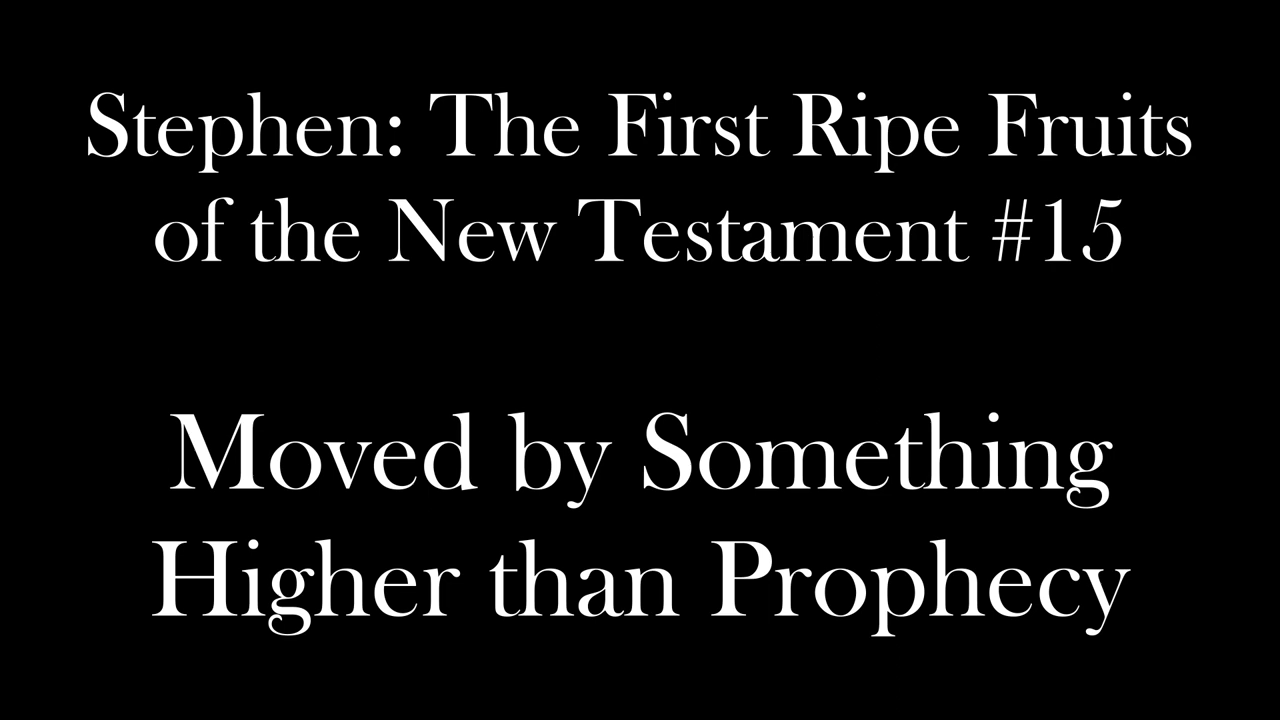 Stephen: The First Ripe Fruits
of the New Testament #15
Moved by Something
Higher than Prophecy